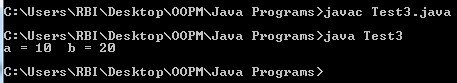 C:\Users\RBI\Desktop\OOPM\Java Programs>javac Test3.java
C:\Users\RBI\Desktop\OOPM\Java Programs>java Test3
a = 10  b = 20
C:\Users\RBI\Desktop\OOPM\Java Programs>